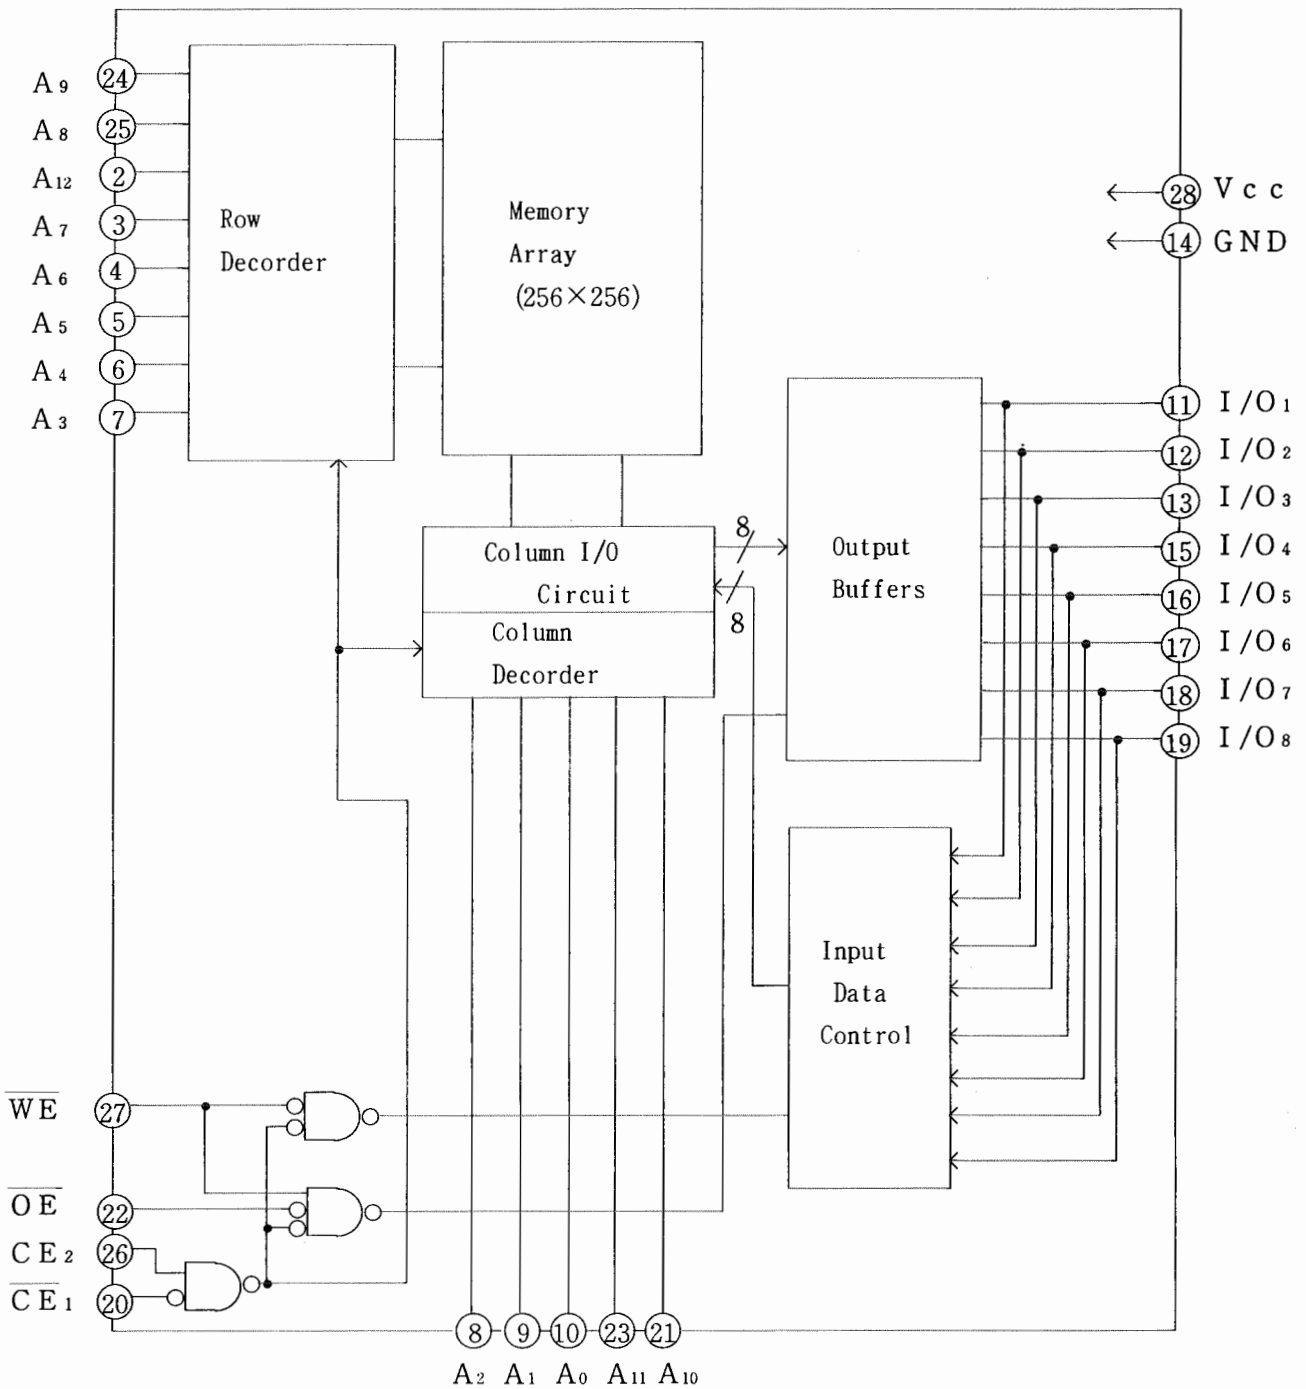 A9 24
A8 25
A12 2
A7 3
A6 4
A5 5
A4 6
A3 7
Row
Decorder
Memory
Array
(256×256)
28 Vcc
14 GND
11 I/O1
12 I/O2
13 I/O3
15 I/O4
16 I/O5
17 I/O6
18 I/O7
19 I/O8
Column I/O
Circuit
Column
Decorder
8
8
Output
Buffers
Input
Data
Control
WE 27
OE 22
CE2 26
CE1 20
8 9 10 23 21
A2 A1 A0 A11 A10